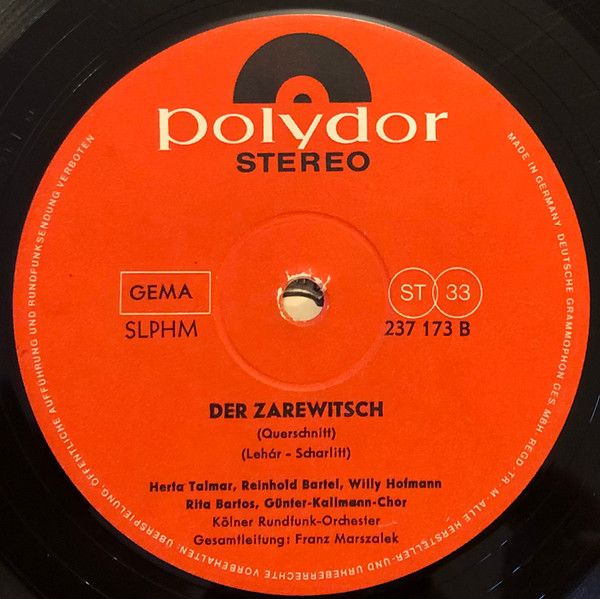 polydor
STEREO
GEMA
SLPHM
ST 33
237 173 B
DER ZAREWITSCH
(Querschnitt)
(Lehár - Scharlitt)
Herta Talmar, Reinhold Bartel, Willy Hofmann
Rita Bartos, Günter-Kallmann-Chor
Kölner Rundfunk-Orchester
Gesamtleitung: Franz Marszalek
MADE IN GERMANY. DEUTSCHE GRAMMOPHON GES. MBH · REGD. TR. M. · ALLE HERSTELLER- UND URHEBERRECHTE VORBEHALTEN: ÜBERSPIELUNG, ÖFFENTLICHE AUFFÜHRUNG UND RUNDFUNKSENDUNG VERBOTEN